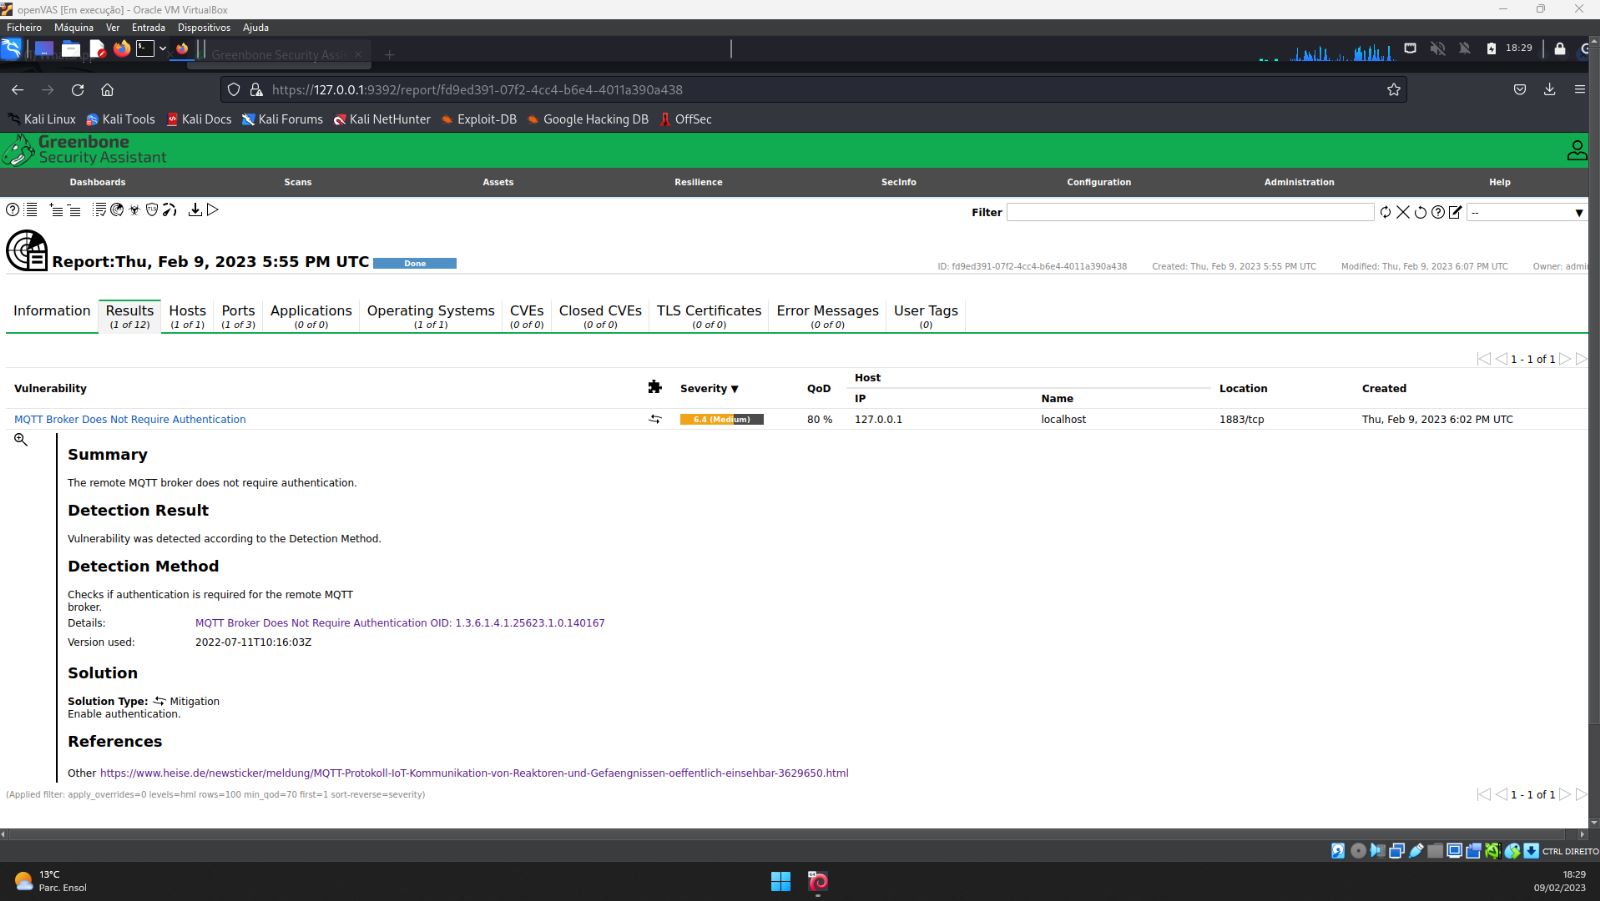 openVAS [Em execução] - Oracle VM VirtualBox
Ficheiro Máquina Ver Entrada Dispositivos Ajuda
Greenbone Security Assis
18:29
https://127.0.0.1:9392/report/fd9ed391-07f2-4cc4-b6e4-4011a390a438
Kali Linux Kali Tools Kali Docs Kali Forums Kali NetHunter Exploit-DB Google Hacking DB OffSec
Greenbone
Security Assistant
Dashboards Scans Assets Resilience SecInfo Configuration Administration Help
Filter --
Report:Thu, Feb 9, 2023 5:55 PM UTC Done ID: fd9ed391-07f2-4cc4-b6e4-4011a390a438 Created: Thu, Feb 9, 2023 5:55 PM UTC Modified: Thu, Feb 9, 2023 6:07 PM UTC Owner: admi
Information Results Hosts Ports Applications Operating Systems CVEs Closed CVEs TLS Certificates Error Messages User Tags
(1 of 12) (1 of 1) (1 of 3) (0 of 0) (1 of 1) (0 of 0) (0 of 0) (0 of 0) (0 of 0) (0)
1 - 1 of 1
Vulnerability Severity ▼ QoD Host Location Created
IP Name
MQTT Broker Does Not Require Authentication 6.4 (Medium) 80 % 127.0.0.1 localhost 1883/tcp Thu, Feb 9, 2023 6:02 PM UTC
Summary
The remote MQTT broker does not require authentication.
Detection Result
Vulnerability was detected according to the Detection Method.
Detection Method
Checks if authentication is required for the remote MQTT
broker.
Details: MQTT Broker Does Not Require Authentication OID: 1.3.6.1.4.1.25623.1.0.140167
Version used: 2022-07-11T10:16:03Z
Solution
Solution Type: Mitigation
Enable authentication.
References
Other https://www.heise.de/newsticker/meldung/MQTT-Protokoll-IoT-Kommunikation-von-Reaktoren-und-Gefaengnissen-oeffentlich-einsehbar-3629650.html
(Applied filter: apply_overrides=0 levels=hml rows=100 min_qod=70 first=1 sort-reverse=severity) 1 - 1 of 1
CTRL DIREITO
13°C
Parc. Ensol
18:29
09/02/2023